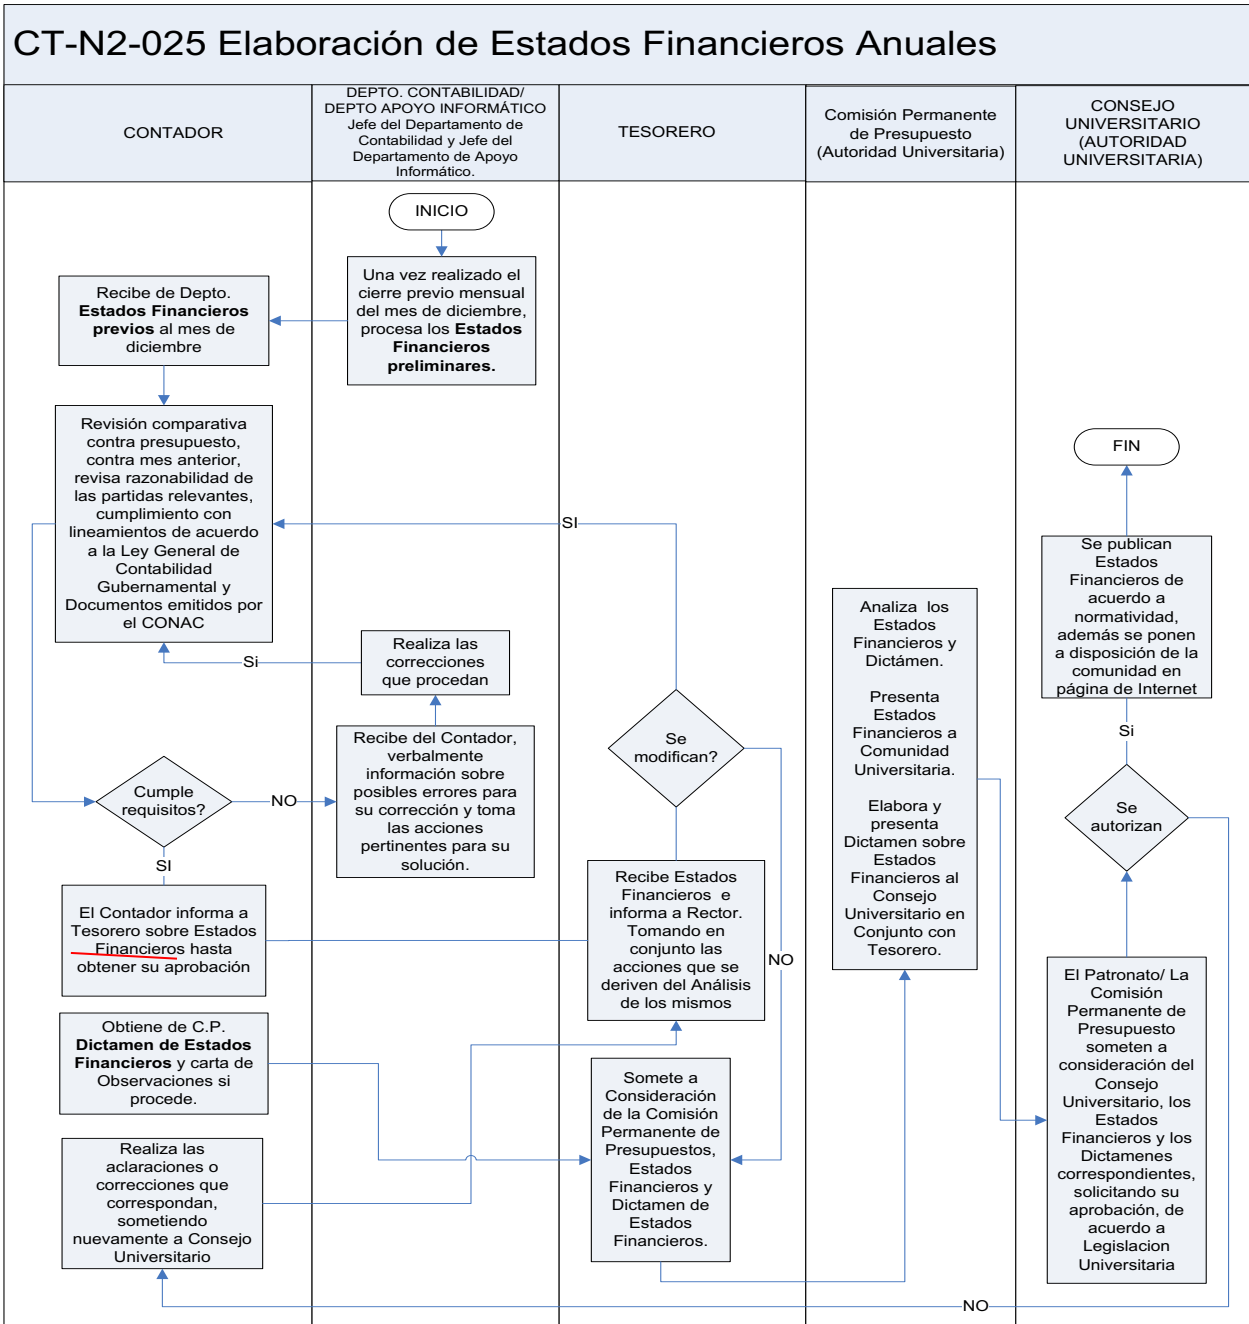 CT-N2-025 Elaboración de Estados Financieros Anuales
CONTADOR
DEPTO. CONTABILIDAD/
DEPTO APOYO INFORMÁTICO
Jefe del Departamento de
Contabilidad y Jefe del
Departamento de Apoyo
Informático.
TESORERO
Comisión Permanente
de Presupuesto
(Autoridad Universitaria)
CONSEJO
UNIVERSITARIO
(AUTORIDAD
UNIVERSITARIA)
INICIO
Una vez realizado el
cierre previo mensual
del mes de diciembre,
procesa los Estados
Financieros
preliminares.
Recibe de Depto.
Estados Financieros
previos al mes de
diciembre
Revisión comparativa
contra presupuesto,
contra mes anterior,
revisa razonabilidad de
las partidas relevantes,
cumplimiento con
lineamientos de acuerdo
a la Ley General de
Contabilidad
Gubernamental y
Documentos emitidos por
el CONAC
SI
FIN
Se publican
Estados
Financieros de
acuerdo a
normatividad,
además se ponen
a disposición de la
comunidad en
página de Internet
Si
Realiza las
correcciones
que procedan
Si
Recibe del Contador,
verbalmente
información sobre
posibles errores para
su corrección y toma
las acciones
pertinentes para su
solución.
Cumple
requisitos?
NO
SI
Se
modifican?
NO
Analiza los
Estados
Financieros y
Dictámen.
Presenta
Estados
Financieros a
Comunidad
Universitaria.
Elabora y
presenta
Dictamen sobre
Estados
Financieros al
Consejo
Universitario en
Conjunto con
Tesorero.
Se
autorizan
El Contador informa a
Tesorero sobre Estados
Financieros hasta
obtener su aprobación
Recibe Estados
Financieros e
informa a Rector.
Tomando en
conjunto las
acciones que se
deriven del Análisis
de los mismos
Obtiene de C.P.
Dictamen de Estados
Financieros y carta de
Observaciones si
procede.
Somete a
Consideración
de la Comisión
Permanente de
Presupuestos,
Estados
Financieros y
Dictamen de
Estados
Financieros.
El Patronato/ La
Comisión
Permanente de
Presupuesto
someten a
consideración del
Consejo
Universitario, los
Estados
Financieros y los
Dictamenes
correspondientes,
solicitando su
aprobación, de
acuerdo a
Legislacion
Universitaria
Realiza las
aclaraciones o
correcciones que
correspondan,
sometiendo
nuevamente a Consejo
Universitario
NO